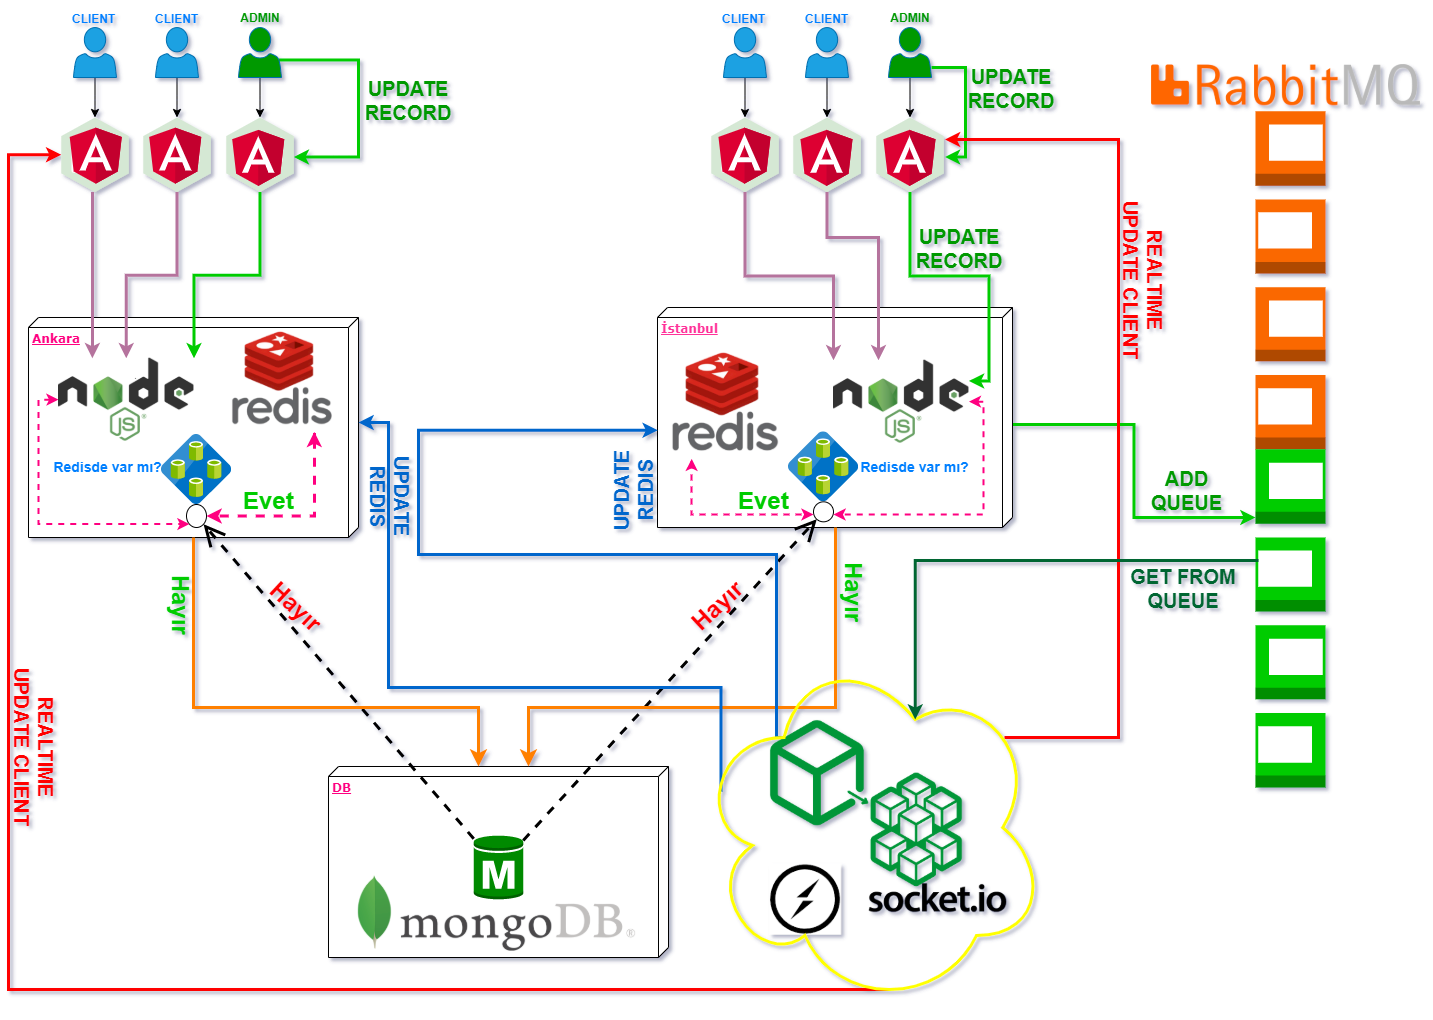 CLIENT
CLIENT
ADMIN
CLIENT
CLIENT
ADMIN
UPDATE
RECORD
UPDATE
RECORD
RabbitMQ
UPDATE
RECORD
REALTIME
UPDATE CLIENT
Ankara
node
JS
redis
Redisde var mı?
Evet
İstanbul
redis
node
JS
Redisde var mı?
Evet
UPDATE
REDIS
UPDATE
REDIS
ADD
QUEUE
GET FROM
QUEUE
Hayır
Hayır
Hayır
Hayır
REALTIME
UPDATE CLIENT
DB
M
mongoDB®
socket.io